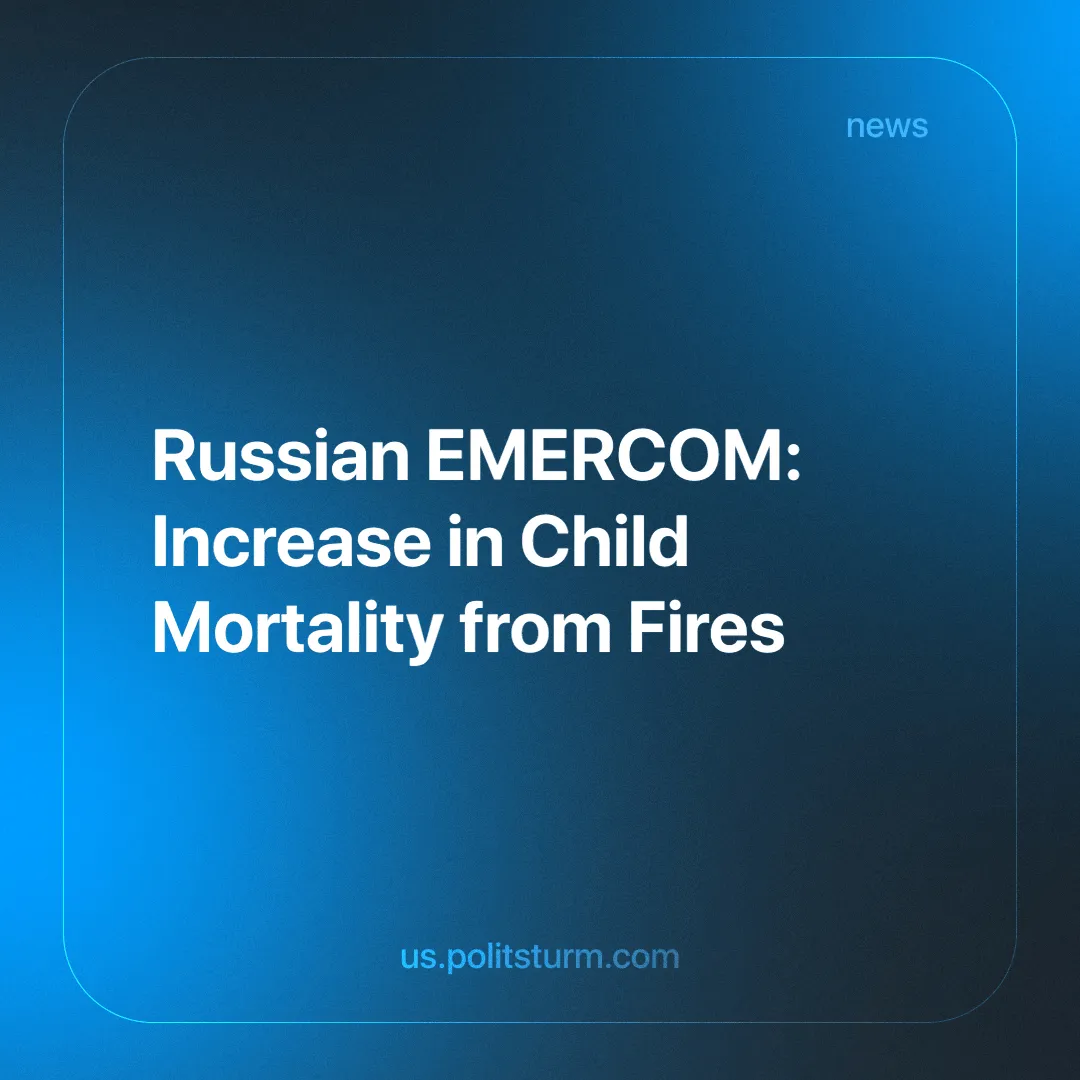 news
Russian EMERCOM:
Increase in Child
Mortality from Fires
us.politsturm.com